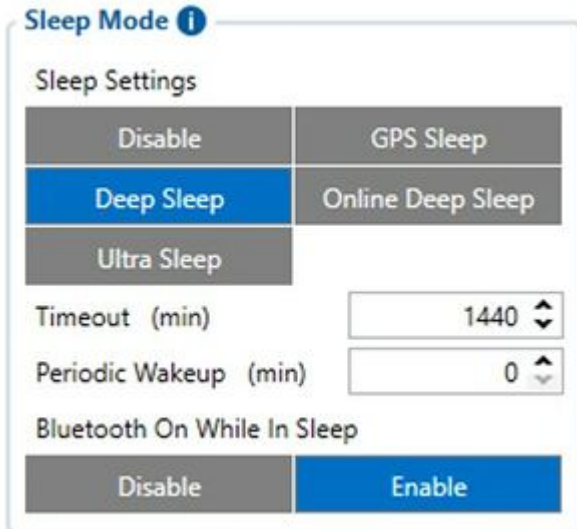 Sleep Mode i
Sleep Settings
Disable GPS Sleep
Deep Sleep Online Deep Sleep
Ultra Sleep
Timeout (min) 1440
Periodic Wakeup (min) 0
Bluetooth On While In Sleep
Disable Enable